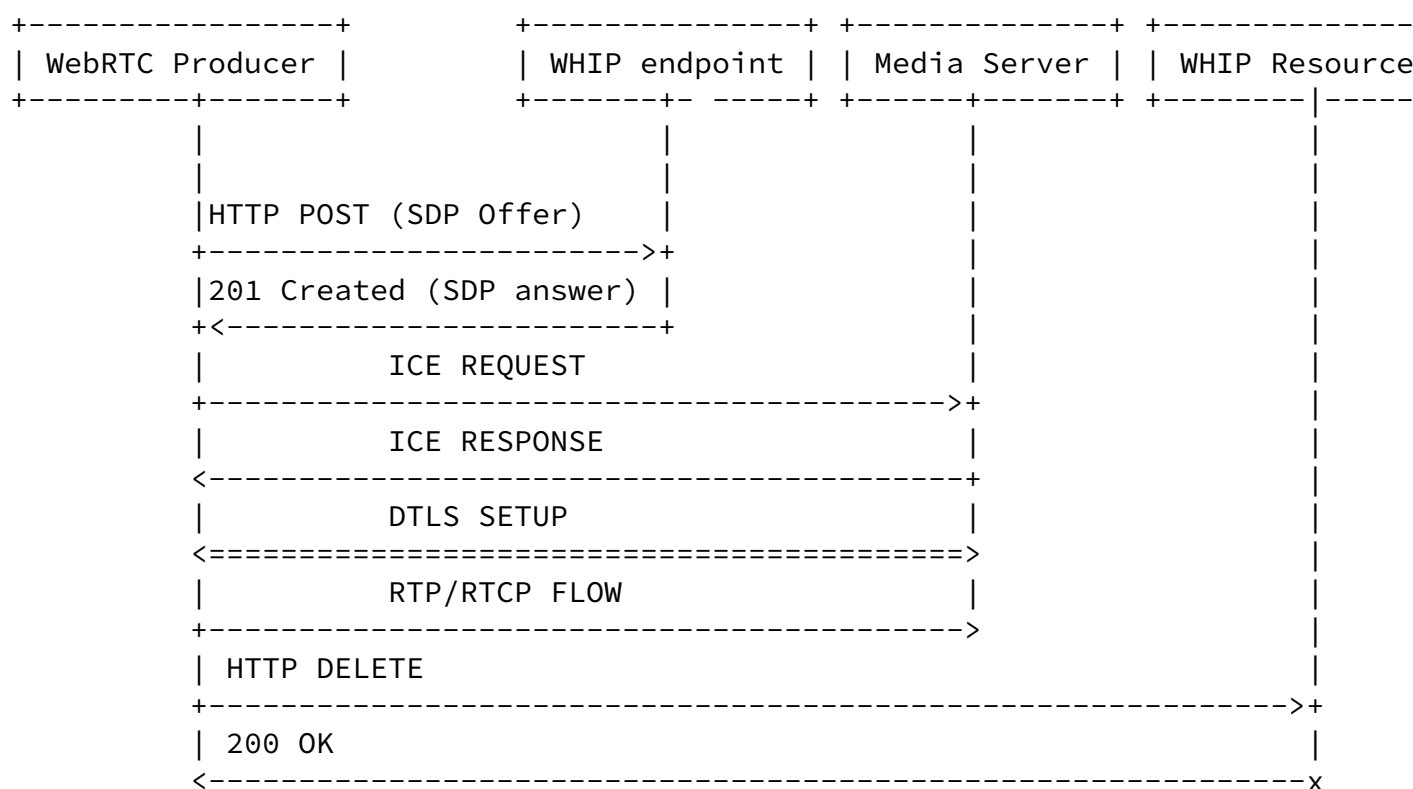 WebRTC Producer WHIP endpoint Media Server WHIP Resource
HTTP POST (SDP Offer)
201 Created (SDP answer)
ICE REQUEST
ICE RESPONSE
DTLS SETUP
RTP/RTCP FLOW
HTTP DELETE
200 OK
x